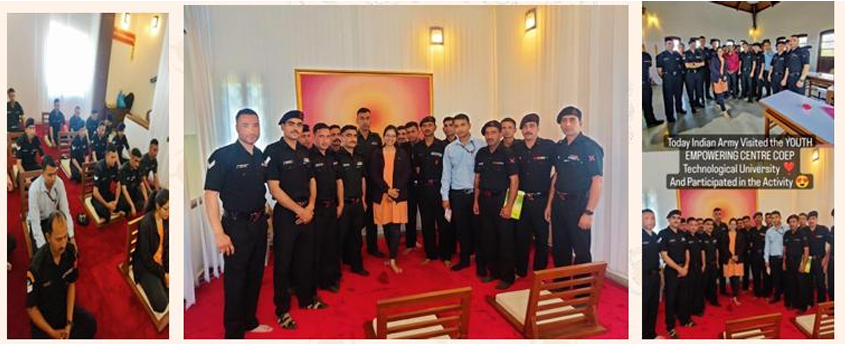 Today Indian Army Visited the YOUTH
EMPOWERING CENTRE COEP
Technological University ❣️
And Participated in the Activity 😍